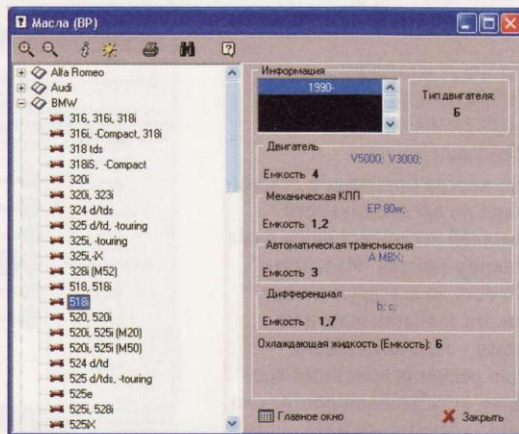 Масла (BP)
Alfa Romeo
Audi
BMW
316, 316i, 318i
316i, -Compact, 318i
318 tds
318iS, -Compact
320i
320i, 323i
324 d/tds
325 d/td, -touring
325i, -touring
325i,-iX
328i (M52)
518, 518i
518i
520, 520i
520i, 525i (M20)
520i, 525i (M50)
524 d/td
525 d/tds, -touring
525e
525i, 528i
525iX
Информация
1990-
Тип двигателя:
Б
Двигатель
V5000; V3000;
Емкость 4
Механическая КПП
EP 80w;
Емкость 1,2
Автоматическая трансмиссия
A MBX;
Емкость 3
Дифференциал
b; c;
Емкость 1,7
Охлаждающая жидкость (Емкость): 6
Главное окно
Закрыть